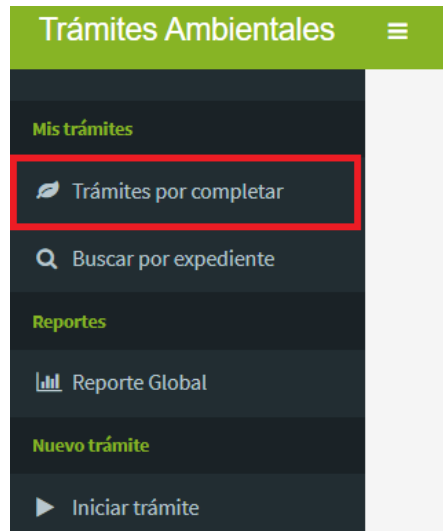 Trámites Ambientales
Mis trámites
Trámites por completar
Buscar por expediente
Reportes
Reporte Global
Nuevo trámite
Iniciar trámite